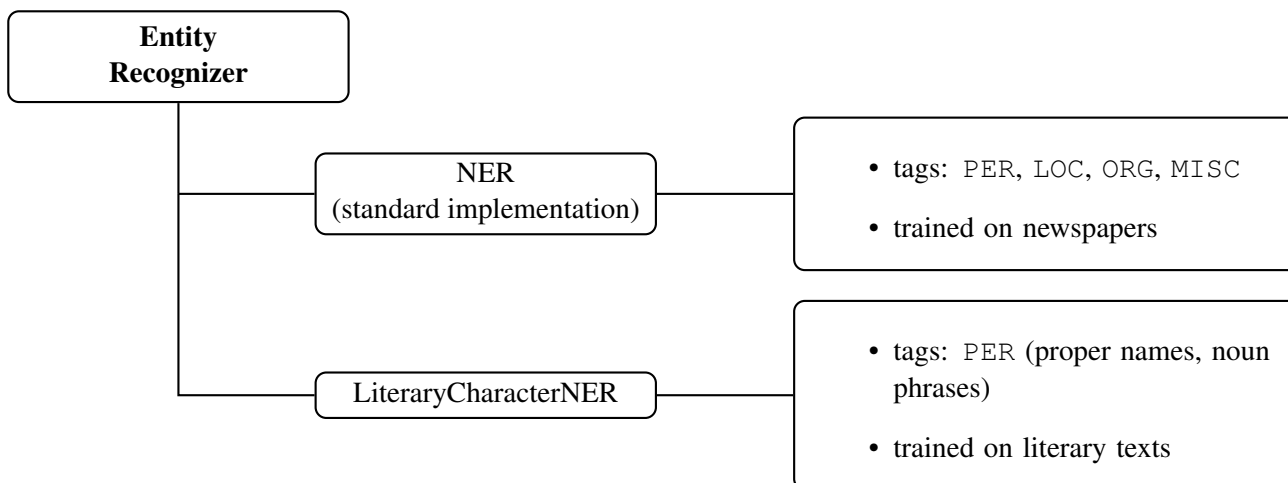 Entity
Recognizer
NER
(standard implementation)
• tags: PER, LOC, ORG, MISC
• trained on newspapers
LiteraryCharacterNER
• tags: PER (proper names, noun
phrases)
• trained on literary texts